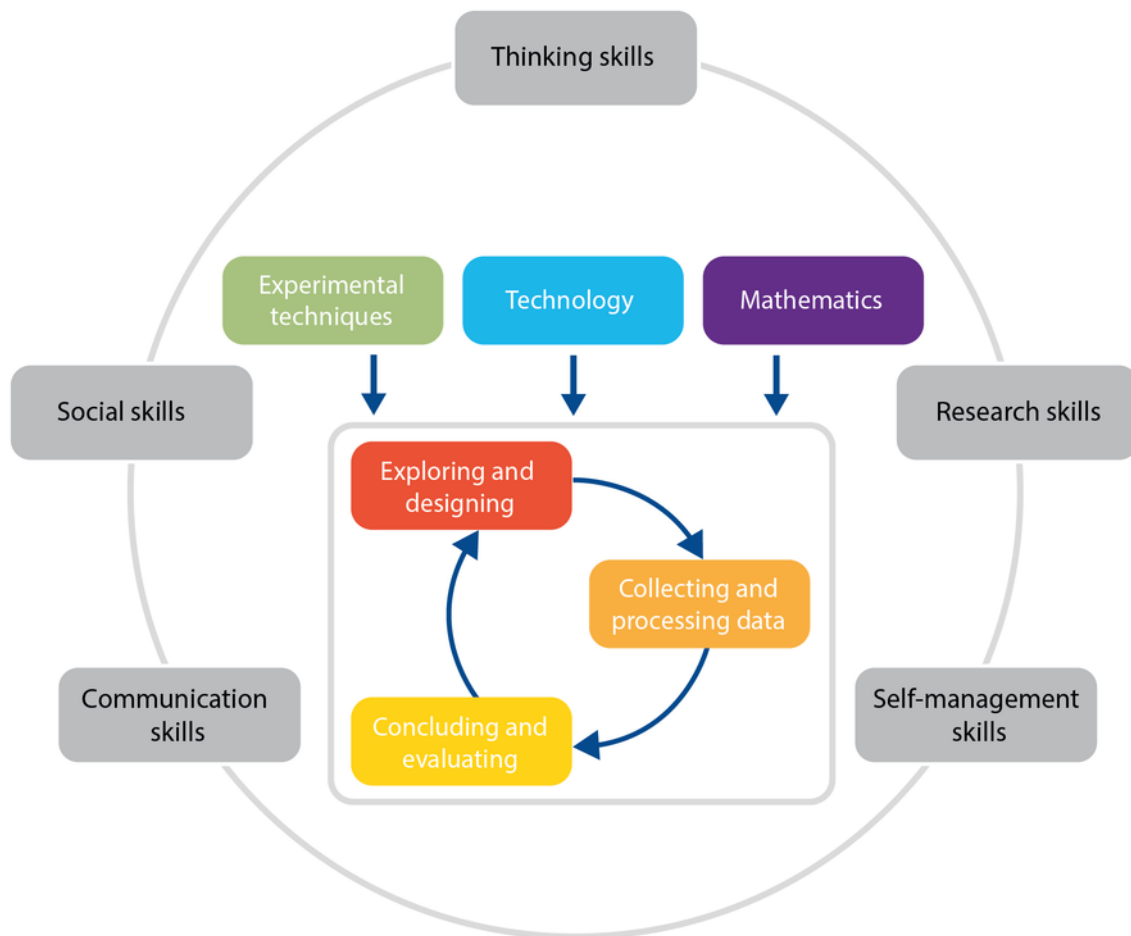 Thinking skills
Experimental
techniques
Technology
Mathematics
Social skills
Research skills
Exploring and
designing
Collecting and
processing data
Communication
skills
Self-management
skills
Concluding and
evaluating